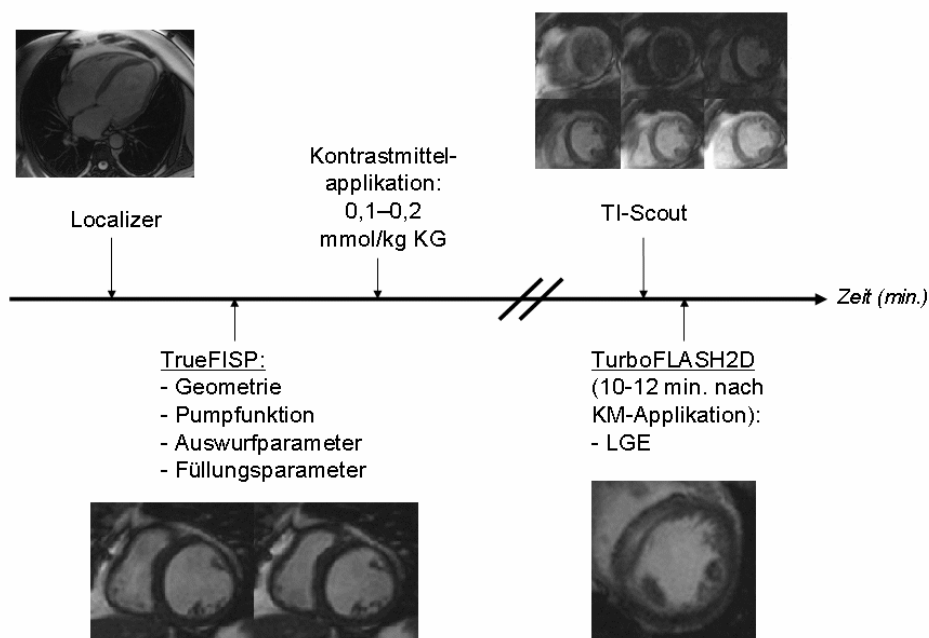 Localizer
Kontrastmittel-
applikation:
0,1–0,2
mmol/kg KG
TI-Scout
Zeit (min.)
TrueFISP:
- Geometrie
- Pumpfunktion
- Auswurfparameter
- Füllungsparameter
TurboFLASH2D
(10-12 min. nach
KM-Applikation):
- LGE